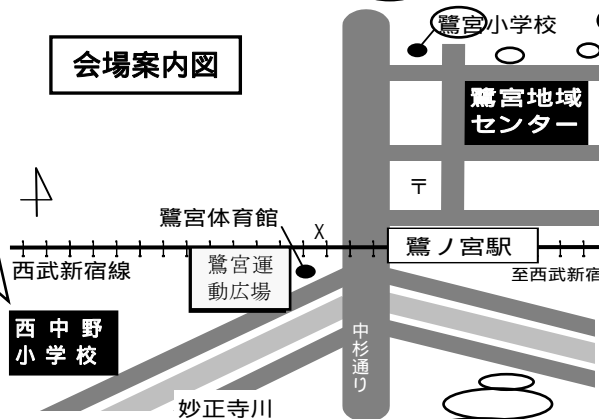 鷺宮小学校
会場案内図
鷺宮地域
センター
〒
鷺宮体育館
X
鷺ノ宮駅
西武新宿線
鷺宮運
動広場
至西武新宿
西中野
小学校
中杉通り
妙正寺川